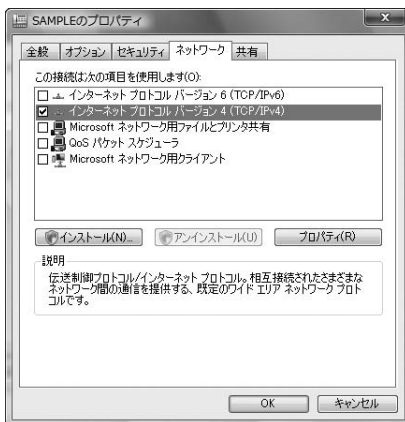 SAMPLEのプロパティ
全般 オプション セキュリティ ネットワーク 共有
この接続は次の項目を使用します(O):
インターネット プロトコル バージョン 6 (TCP/IPv6)
インターネット プロトコル バージョン 4 (TCP/IPv4)
Microsoft ネットワーク用ファイルとプリンタ共有
QoS パケット スケジューラ
Microsoft ネットワーク用クライアント
インストール(N)... アンインストール(U) プロパティ(R)
説明
伝送制御プロトコル/インターネット プロトコル。相互接続されたさまざまな
ネットワーク間の通信を提供する、既定のワイド エリア ネットワーク プロト
コルです。
OK キャンセル